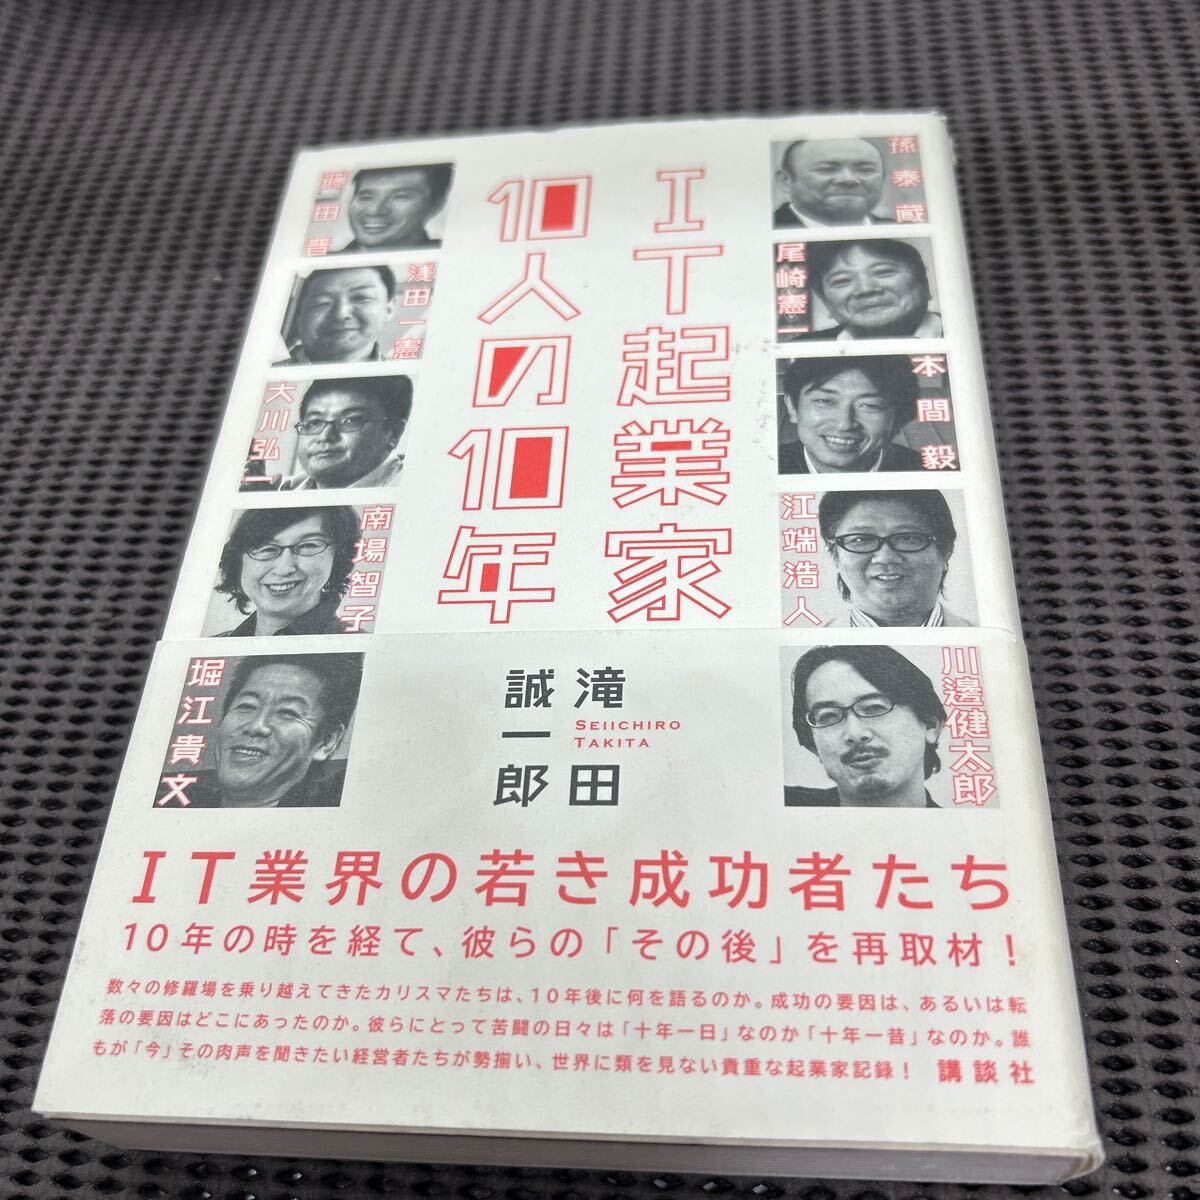 IT起業家
10人の10年
孫泰蔵
尾崎憲一
本間毅
江端浩人
川邊健太郎
藤田晋
浅田一憲
大川弘一
南場智子
堀江貴文
滝田
誠一郎
SEIICHIRO
TAKITA
IT業界の若き成功者たち
10年の時を経て、彼らの「その後」を再取材！
数々の修羅場を乗り越えてきたカリスマたちは、10年後に何を語るのか。成功の要因は、あるいは転
落の要因はどこにあったのか。彼らにとって苦闘の日々は「十年一日」なのか「十年一昔」なのか。誰
もが「今」その肉声を聞きたい経営者たちが勢揃い、世界に類を見ない貴重な起業家記録！ 講談社